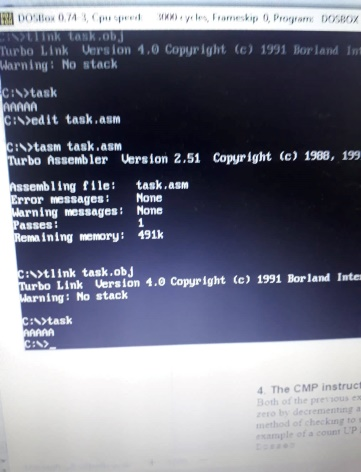 DOSBox 0.74-3, Cpu speed: 3000 cycles, Frameskip 0, Program: DOSBOX
C:\>tlink task.obj
Turbo Link Version 4.0 Copyright (c) 1991 Borland Int
Warning: No stack
C:\>task
AAAAA
C:\>edit task.asm
C:\>tasm task.asm
Turbo Assembler Version 2.51 Copyright (c) 1988, 199
Assembling file: task.asm
Error messages: None
Warning messages: None
Passes: 1
Remaining memory: 491k
C:\>tlink task.obj
Turbo Link Version 4.0 Copyright (c) 1991 Borland Inte
Warning: No stack
C:\>task
AAAAA
C:\>_
4. The CMP instruct
Both of the previous ex
zero by decrementing a
method of checking to
example of a count UP